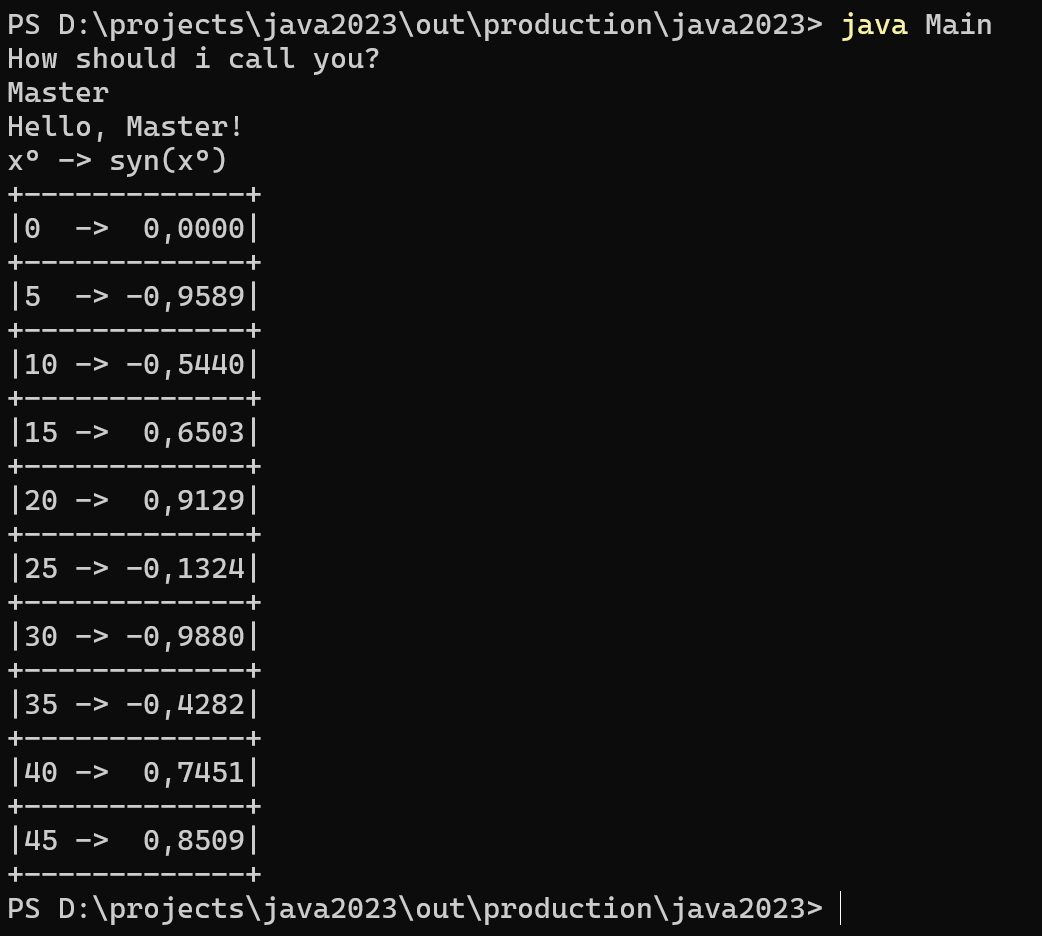 PS D:\projects\java2023\out\production\java2023> java Main
How should i call you?
Master
Hello, Master!
xº -> syn(xº)
+-------------+
|0  ->  0,0000|
+-------------+
|5  -> -0,9589|
+-------------+
|10 -> -0,5440|
+-------------+
|15 ->  0,6503|
+-------------+
|20 ->  0,9129|
+-------------+
|25 -> -0,1324|
+-------------+
|30 -> -0,9880|
+-------------+
|35 -> -0,4282|
+-------------+
|40 ->  0,7451|
+-------------+
|45 ->  0,8509|
+-------------+
PS D:\projects\java2023\out\production\java2023>